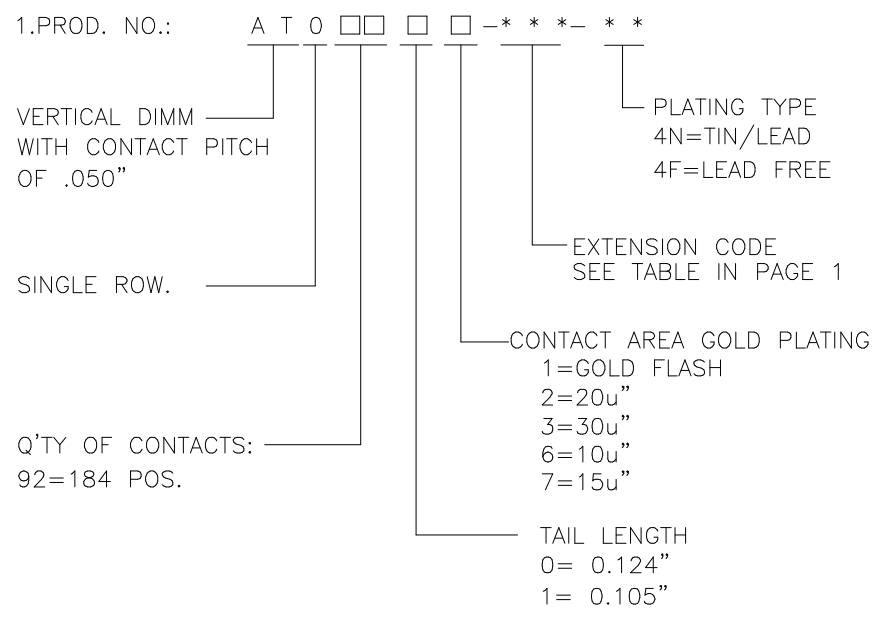 1.PROD. NO.: A T 0 □□ □ □ -* * *- * *
VERTICAL DIMM
WITH CONTACT PITCH
OF .050"
SINGLE ROW.
Q'TY OF CONTACTS:
92=184 POS.
PLATING TYPE
4N=TIN/LEAD
4F=LEAD FREE
EXTENSION CODE
SEE TABLE IN PAGE 1
CONTACT AREA GOLD PLATING
1=GOLD FLASH
2=20u"
3=30u"
6=10u"
7=15u"
TAIL LENGTH
0= 0.124"
1= 0.105"